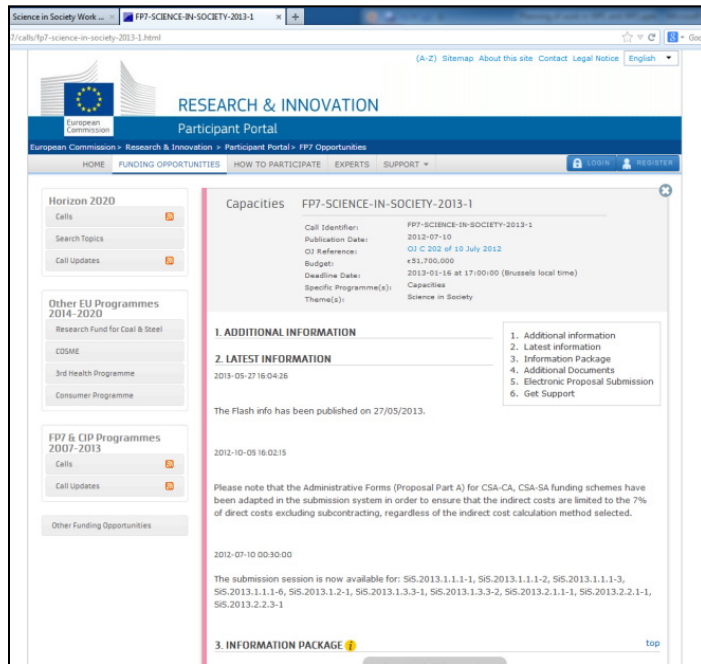 Science in Society Work ...
FP7-SCIENCE-IN-SOCIETY-2013-1
7/calls/fp7-science-in-society-2013-1.html
(A-Z) Sitemap About this site Contact Legal Notice English
RESEARCH & INNOVATION
European
Commission
Participant Portal
European Commission > Research & Innovation > Participant Portal > FP7 Opportunities
HOME FUNDING OPPORTUNITIES HOW TO PARTICIPATE EXPERTS SUPPORT LOGIN REGISTER
Horizon 2020
Calls
Search Topics
Call Updates
Other EU Programmes
2014-2020
Research Fund for Coal & Steel
COSME
3rd Health Programme
Consumer Programme
FP7 & CIP Programmes
2007-2013
Calls
Call Updates
Other Funding Opportunities
Capacities FP7-SCIENCE-IN-SOCIETY-2013-1
Call Identifier: FP7-SCIENCE-IN-SOCIETY-2013-1
Publication Date: 2012-07-10
OJ Reference: OJ C 202 of 10 July 2012
Budget: €51,700,000
Deadline Date: 2013-01-16 at 17:00:00 (Brussels local time)
Specific Programme(s): Capacities
Theme(s): Science in Society
1. ADDITIONAL INFORMATION
2. LATEST INFORMATION
1. Additional information
2. Latest information
3. Information Package
4. Additional Documents
5. Electronic Proposal Submission
6. Get Support
2013-05-27 16:04:26
The Flash info has been published on 27/05/2013.
2012-10-05 16:02:15
Please note that the Administrative Forms (Proposal Part A) for CSA-CA, CSA-SA funding schemes have
been adapted in the submission system in order to ensure that the indirect costs are limited to the 7%
of direct costs excluding subcontracting, regardless of the indirect cost calculation method selected.
2012-07-10 00:30:00
The submission session is now available for: SiS.2013.1.1.1-1, SiS.2013.1.1.1-2, SiS.2013.1.1.1-3,
SiS.2013.1.1.1-6, SiS.2013.1.2-1, SiS.2013.1.3.3-1, SiS.2013.1.3.3-2, SiS.2013.2.1.1-1, SiS.2013.2.2.1-1,
SiS.2013.2.2.3-1
3. INFORMATION PACKAGE
top